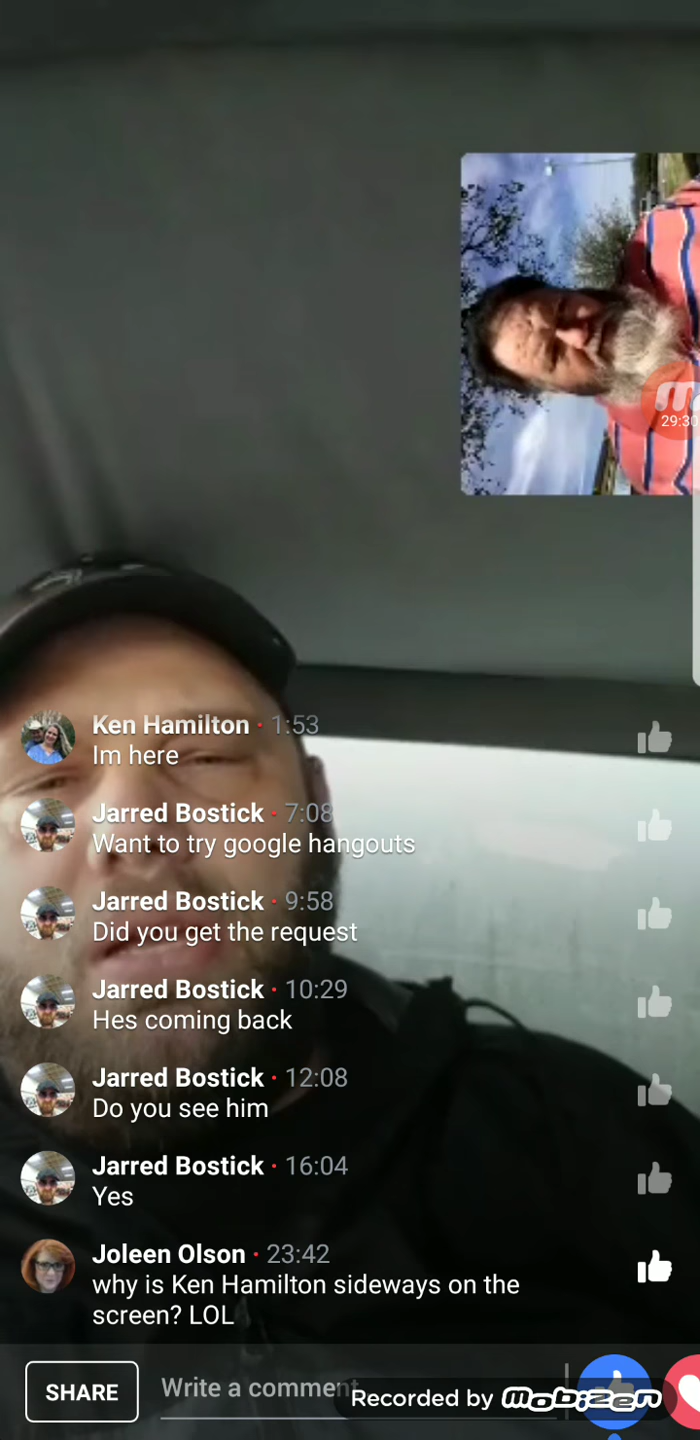 29:30
Ken Hamilton · 1:53
Im here
Jarred Bostick · 7:08
Want to try google hangouts
Jarred Bostick · 9:58
Did you get the request
Jarred Bostick · 10:29
Hes coming back
Jarred Bostick · 12:08
Do you see him
Jarred Bostick · 16:04
Yes
Joleen Olson · 23:42
why is Ken Hamilton sideways on the
screen? LOL
SHARE
Write a comment
Recorded by mobizen